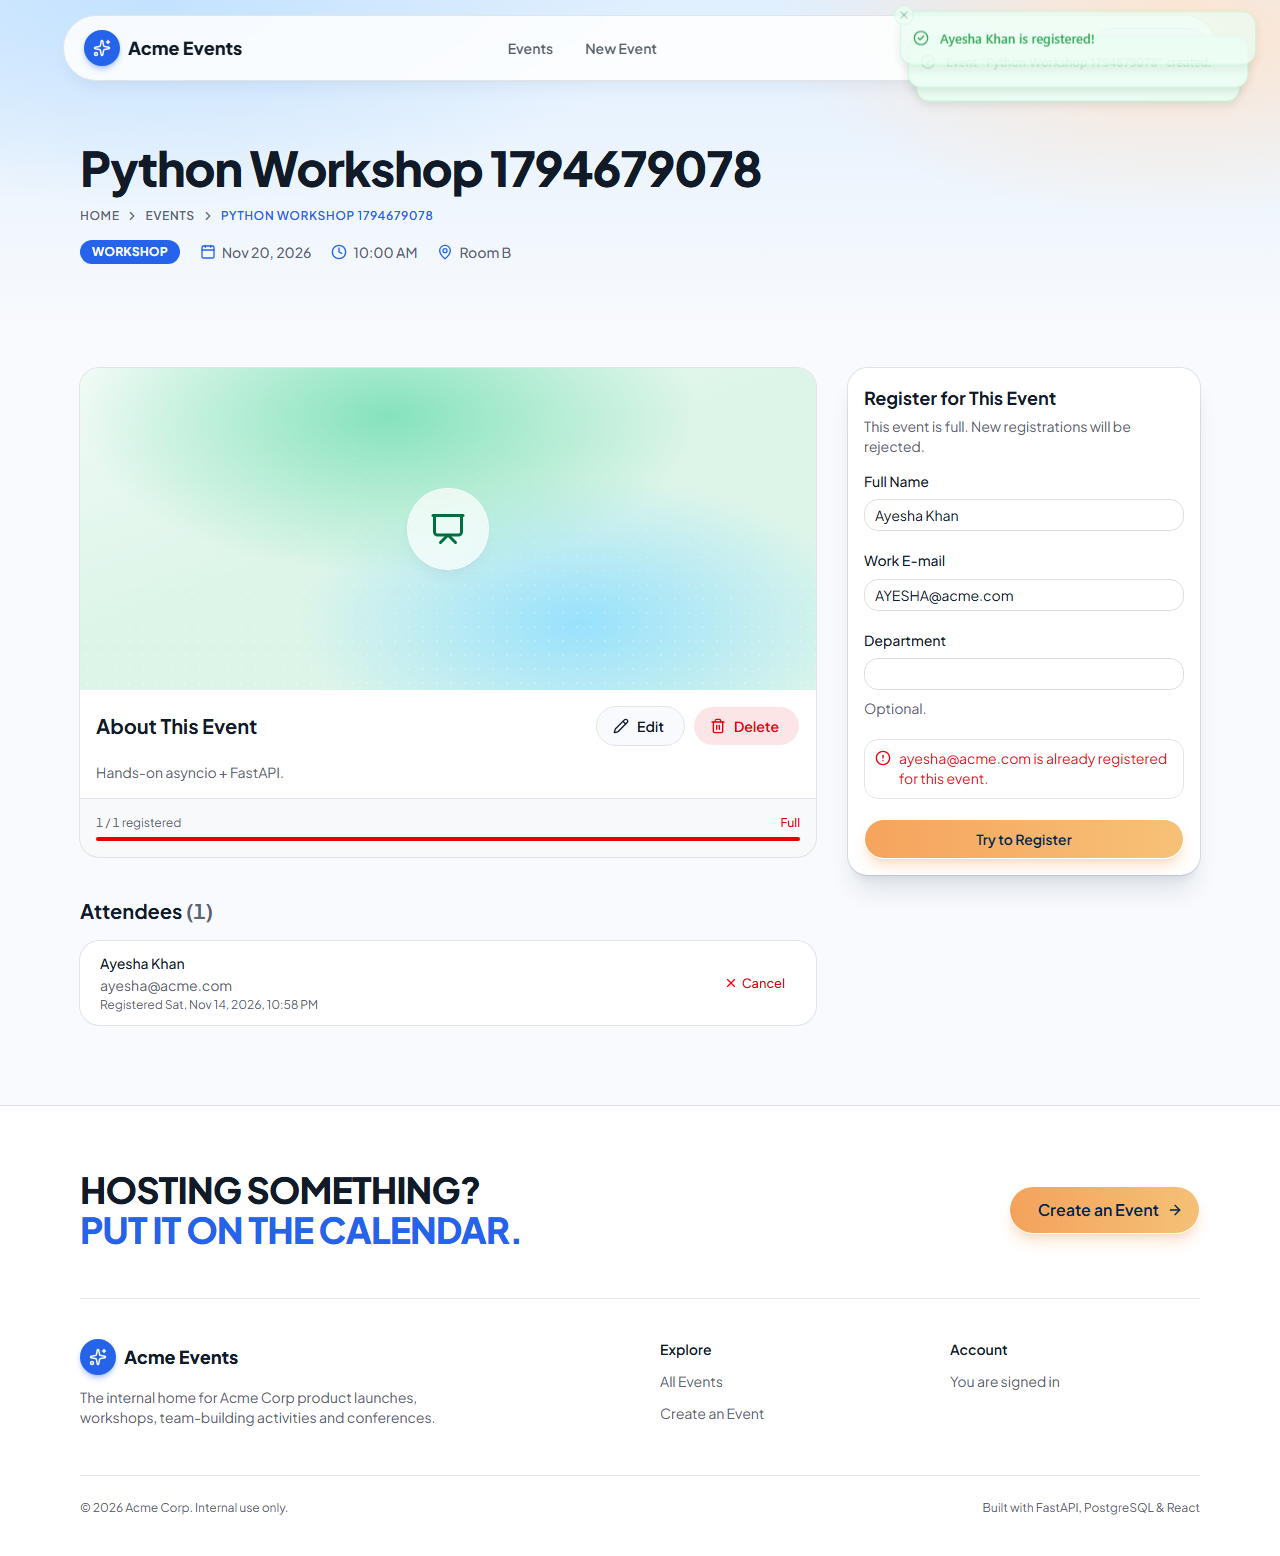 Acme Events
Events
New Event
Ayesha Khan is registered!
Python Workshop 1794679078
HOME > EVENTS > PYTHON WORKSHOP 1794679078
WORKSHOP
Nov 20, 2026
10:00 AM
Room B
About This Event
Edit
Delete
Hands-on asyncio + FastAPI.
1 / 1 registered
Full
Register for This Event
This event is full. New registrations will be
rejected.
Full Name
Ayesha Khan
Work E-mail
AYESHA@acme.com
Department
Optional.
ayesha@acme.com is already registered
for this event.
Try to Register
Attendees (1)
Ayesha Khan
ayesha@acme.com
Registered Sat, Nov 14, 2026, 10:58 PM
Cancel
HOSTING SOMETHING?
PUT IT ON THE CALENDAR.
Create an Event
Acme Events
The internal home for Acme Corp product launches,
workshops, team-building activities and conferences.
Explore
All Events
Create an Event
Account
You are signed in
© 2026 Acme Corp. Internal use only.
Built with FastAPI, PostgreSQL & React